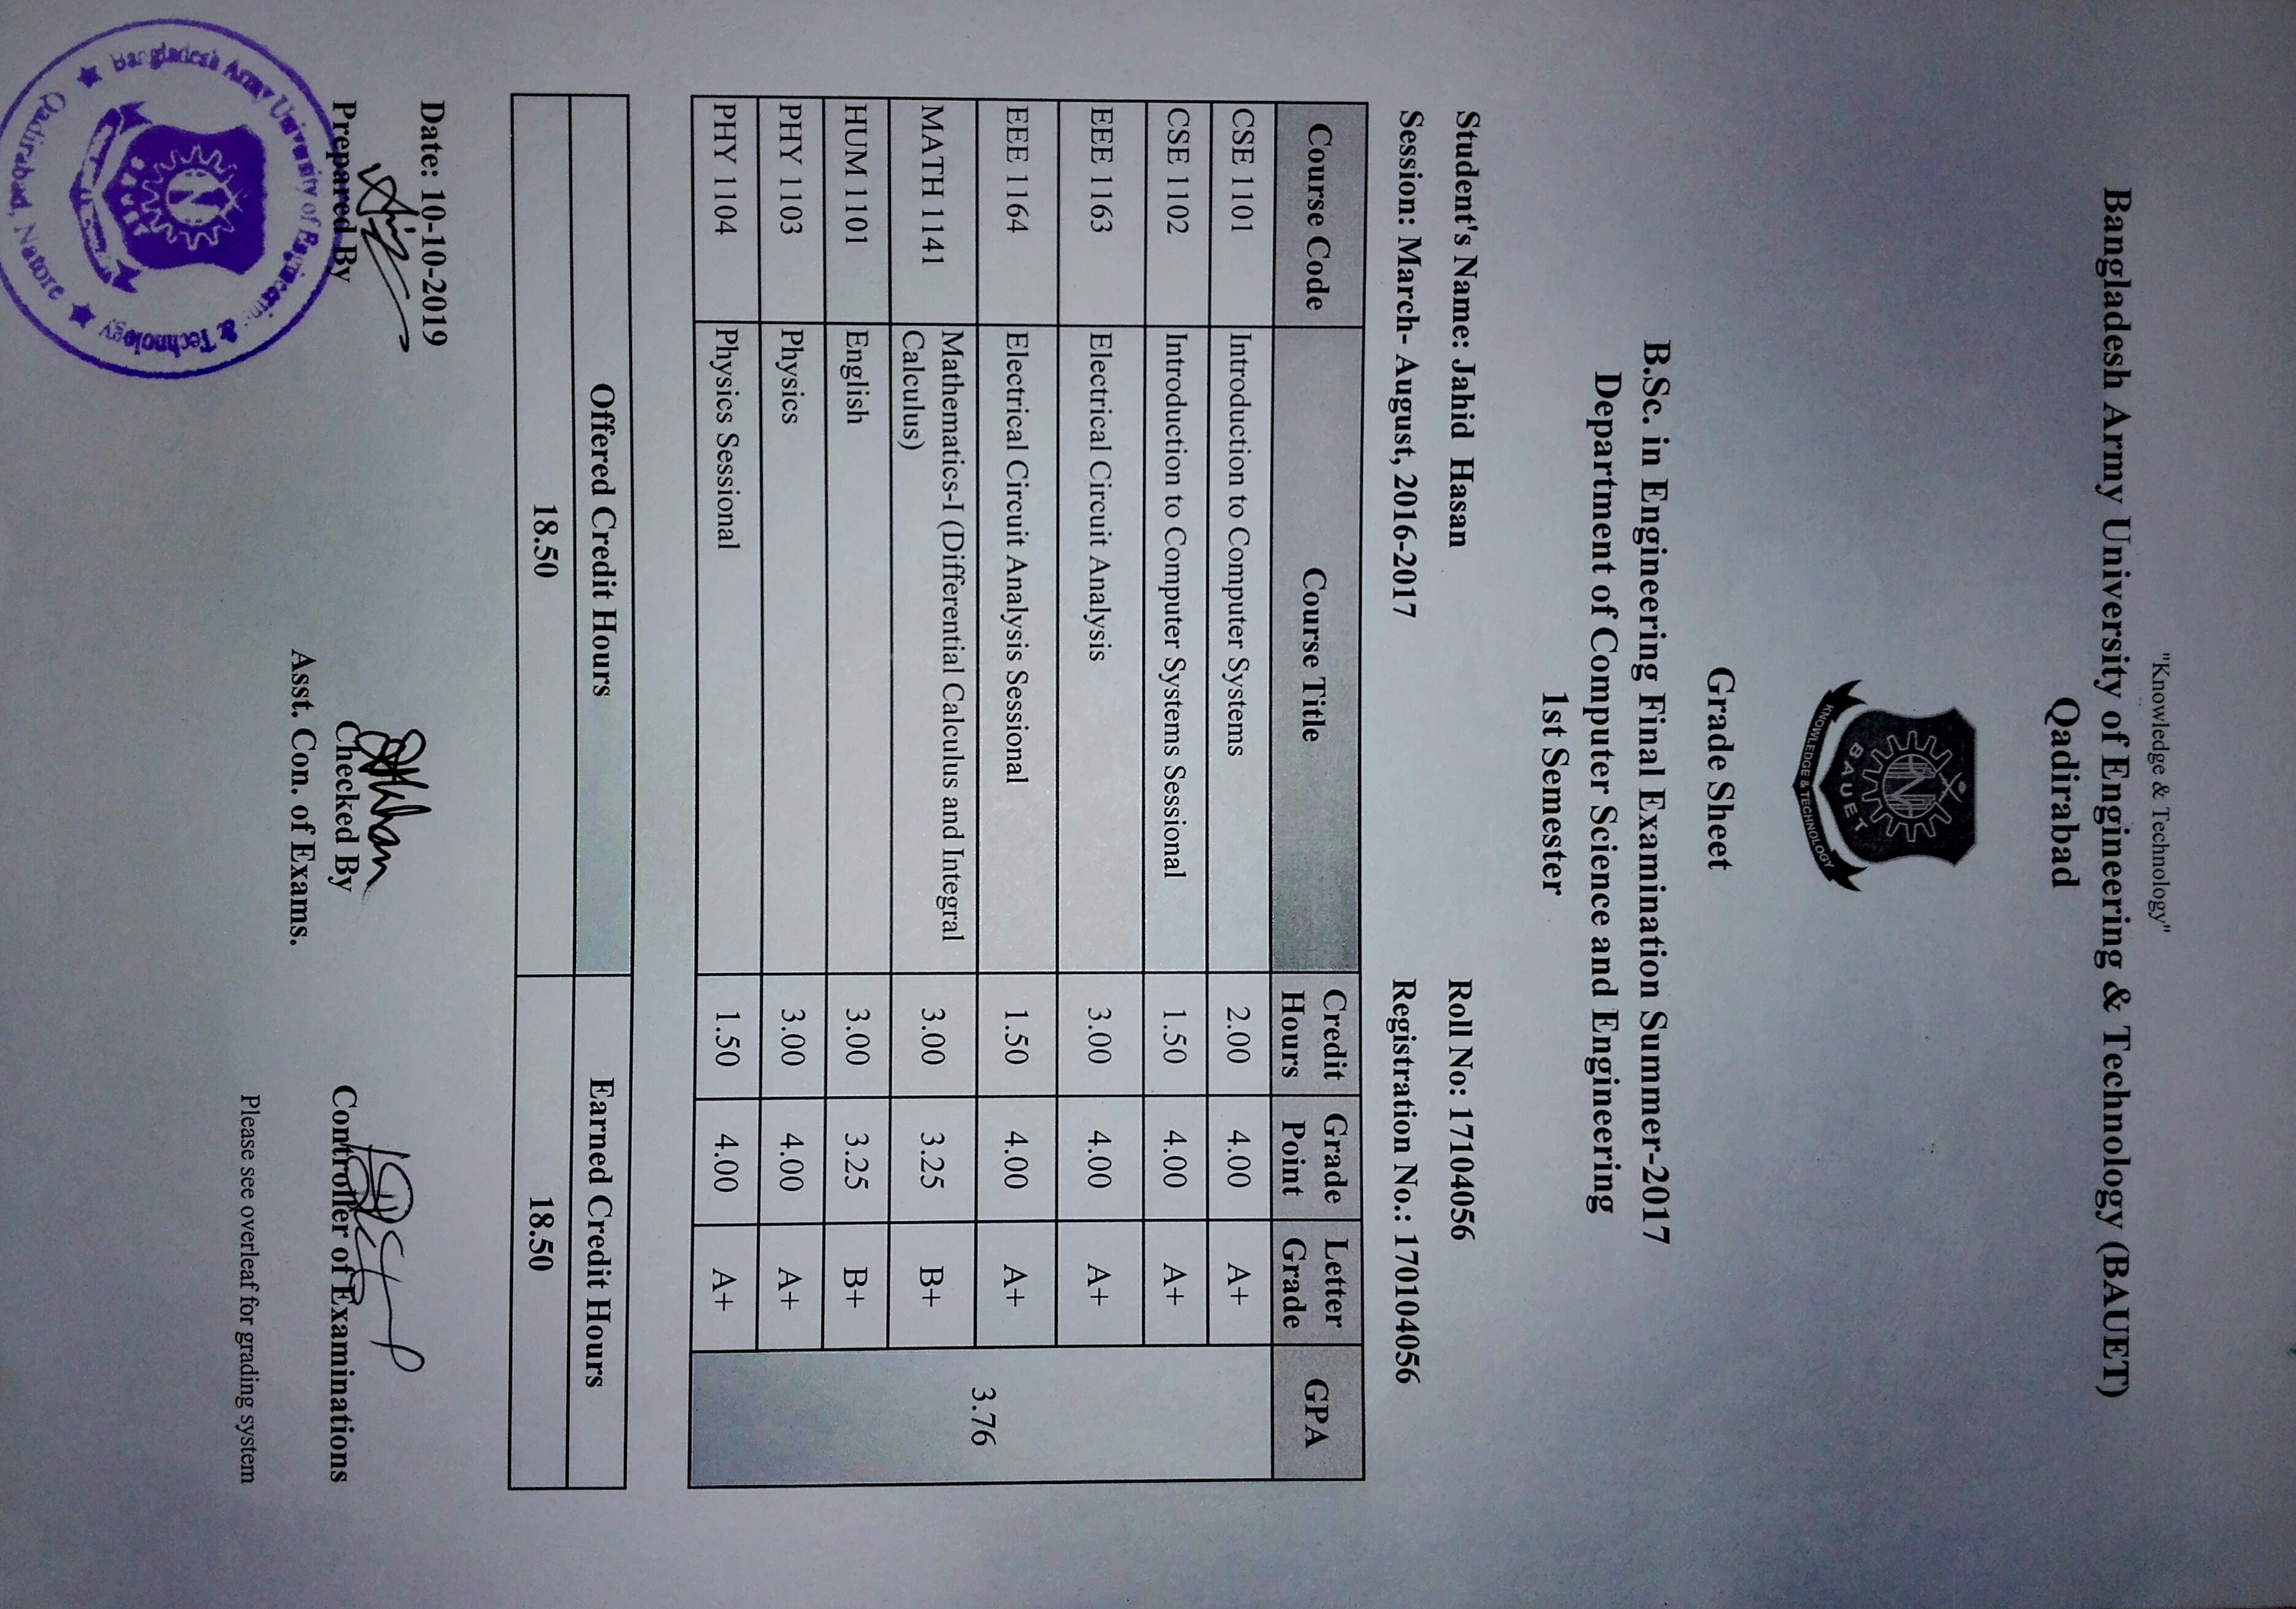 "Knowledge & Technology"
Bangladesh Army University of Engineering & Technology (BAUET)
Qadirabad
BAUET
KNOWLEDGE & TECHNOLOGY
Grade Sheet
B.Sc. in Engineering Final Examination Summer-2017
Department of Computer Science and Engineering
1st Semester
Student's Name: Jahid Hasan Roll No: 17104056
Session: March- August, 2016-2017 Registration No.: 170104056
Course Code Course Title Credit Hours Grade Point Letter Grade GPA
CSE 1101 Introduction to Computer Systems 2.00 4.00 A+
CSE 1102 Introduction to Computer Systems Sessional 1.50 4.00 A+
EEE 1163 Electrical Circuit Analysis 3.00 4.00 A+
EEE 1164 Electrical Circuit Analysis Sessional 1.50 4.00 A+
3.76
MATH 1141 Mathematics-I (Differential Calculus and Integral
Calculus) 3.00 3.25 B+
HUM 1101 English 3.00 3.25 B+
PHY 1103 Physics 3.00 4.00 A+
PHY 1104 Physics Sessional 1.50 4.00 A+
Offered Credit Hours Earned Credit Hours
18.50 18.50
Date: 10-10-2019
Prepared By Checked By Controller of Examinations
Asst. Con. of Exams.
Please see overleaf for grading system
Bangladesh Army University of Engineering & Technology
BAUET
Qadirabad, Natore